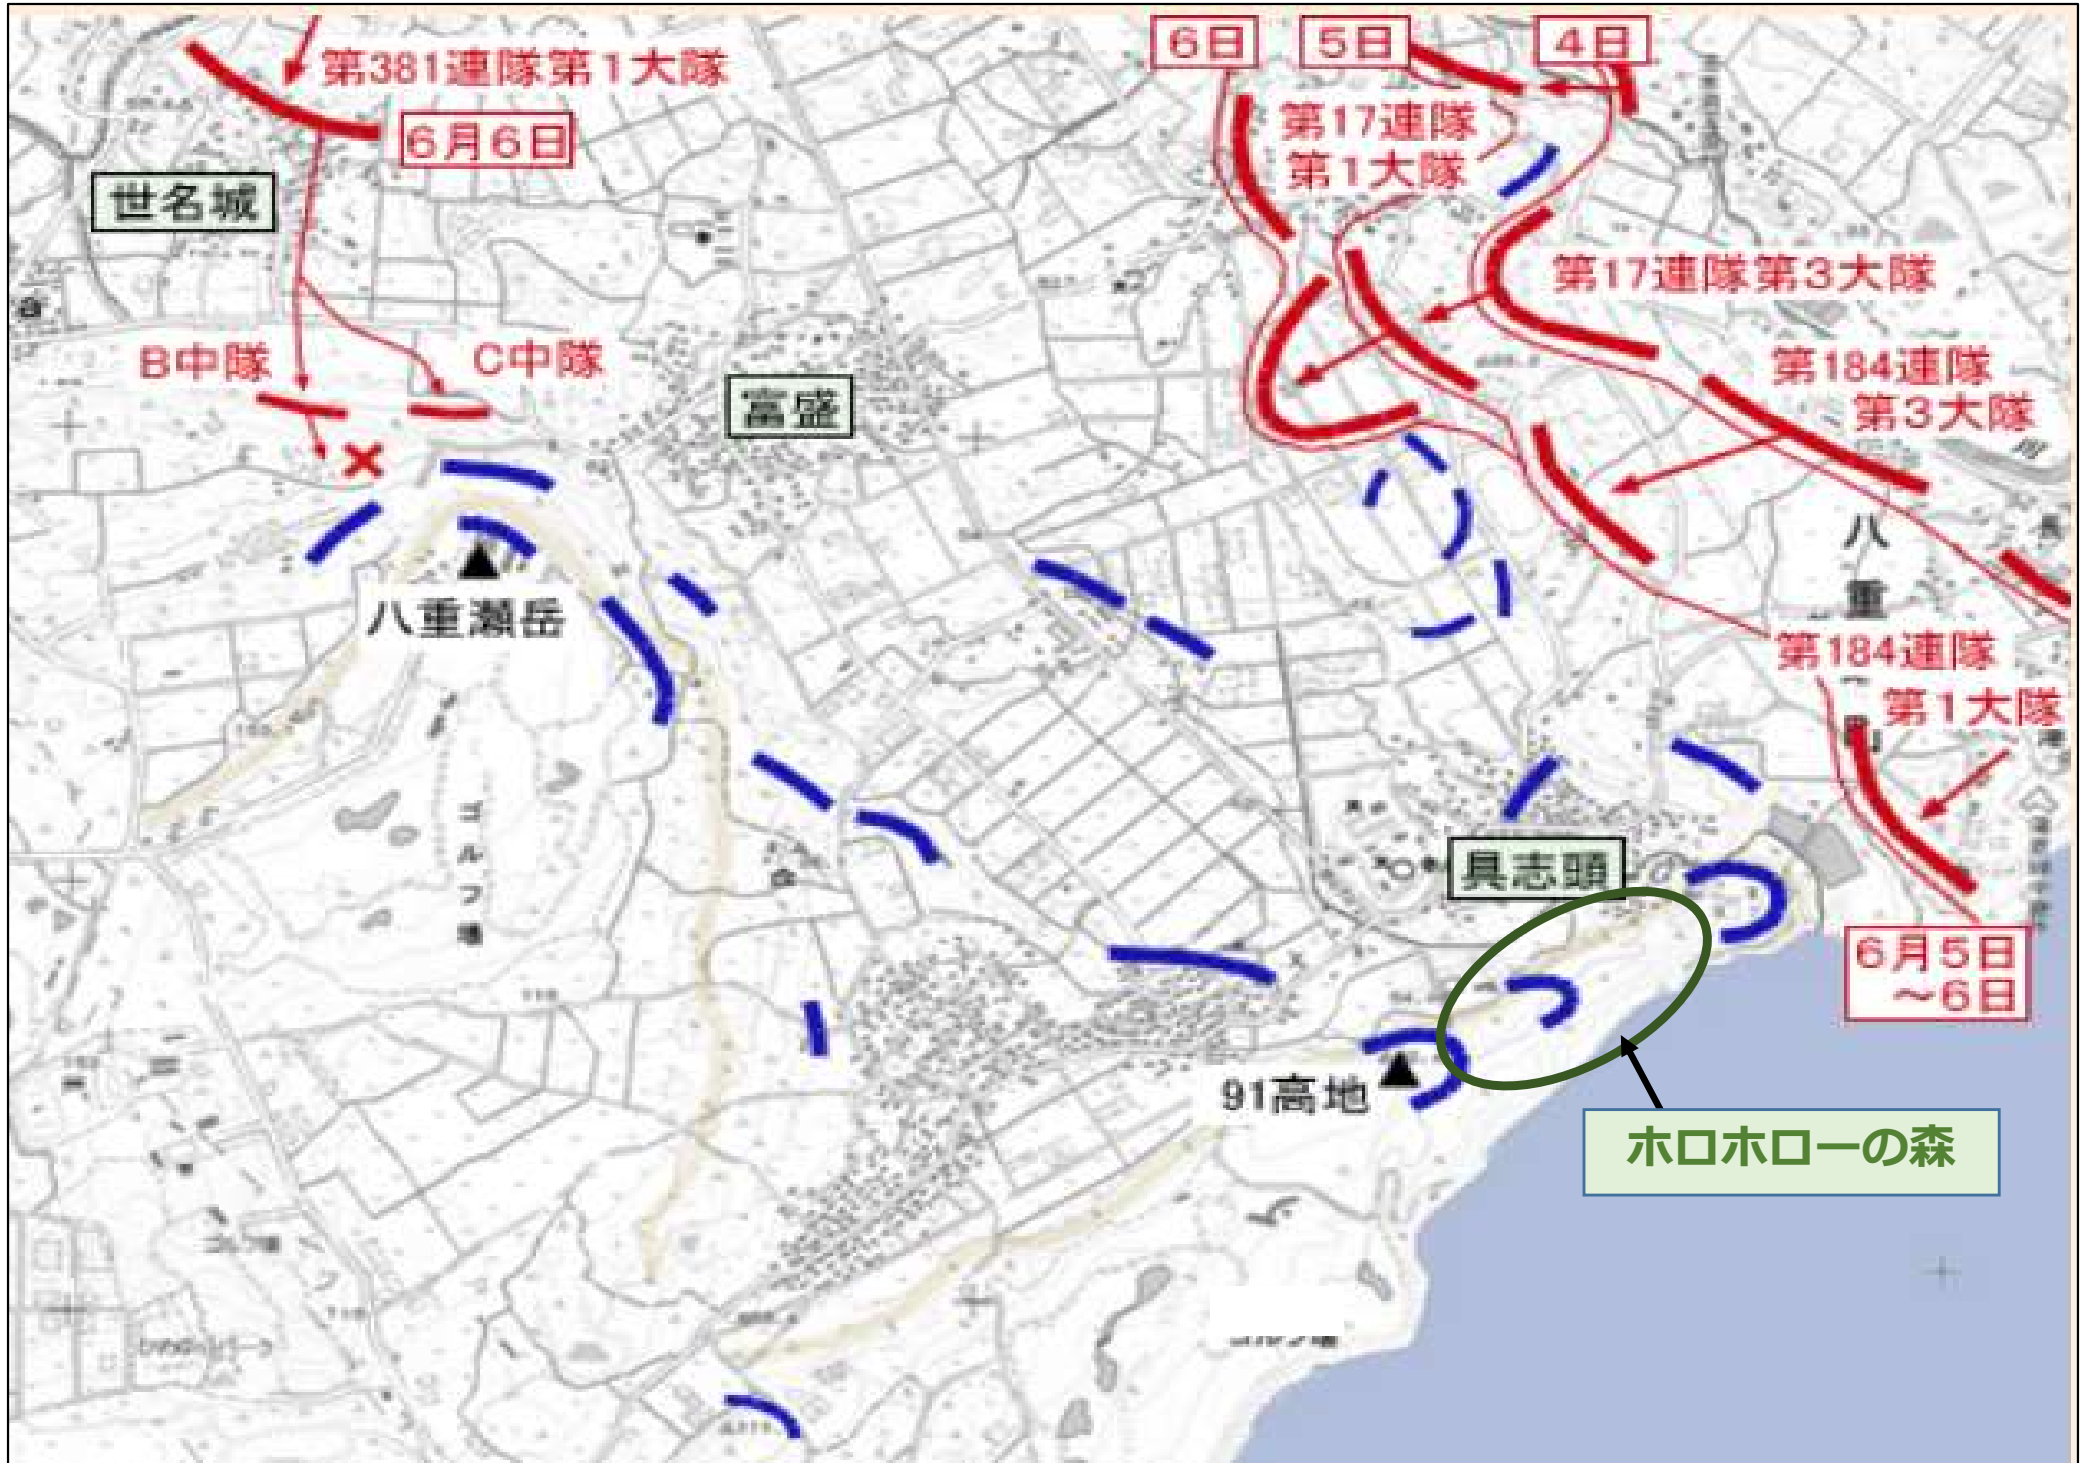 6日
5日
4日
第381連隊第1大隊
6月6日
第17連隊
第1大隊
世名城
第17連隊第3大隊
B中隊
C中隊
第184連隊
第3大隊
富盛
八重瀬岳
八重
第184連隊
第1大隊
ゴルフ場
具志頭
6月5日
～6日
91高地
ホロホローの森